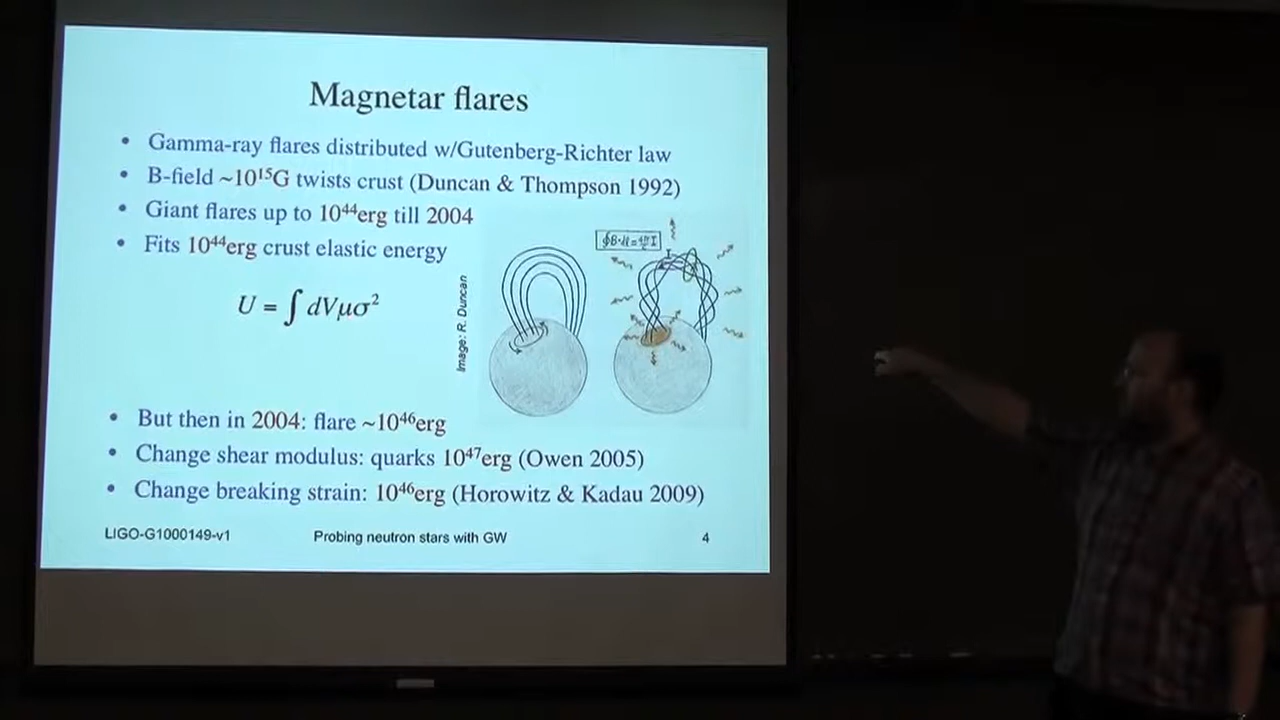 Magnetar flares
• Gamma-ray flares distributed w/Gutenberg-Richter law
• B-field ~10¹⁵G twists crust (Duncan & Thompson 1992)
• Giant flares up to 10⁴⁴erg till 2004
• Fits 10⁴⁴erg crust elastic energy
U = ∫ dVμσ²
Image: R. Duncan
• But then in 2004: flare ~10⁴⁶erg
• Change shear modulus: quarks 10⁴⁷erg (Owen 2005)
• Change breaking strain: 10⁴⁶erg (Horowitz & Kadau 2009)
LIGO-G1000149-v1 Probing neutron stars with GW 4